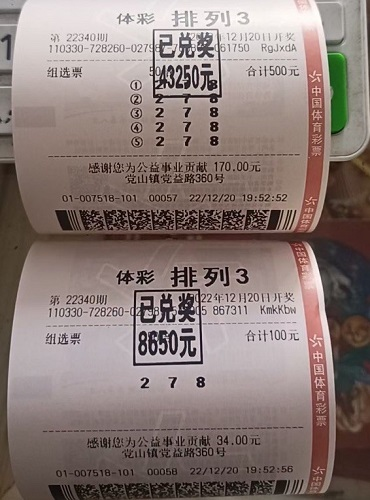 体彩 排列3
第 22340期
年12月20日开奖
110330-728260-02798
061750 RgJxdA
已兑奖
43250元
组选票
合计500元
① 2 7 8
② 2 7 8
③ 2 7 8
④ 2 7 8
⑤ 2 7 8
感谢您为公益事业贡献 170.00元
党山镇党益路360号
01-007518-101 00057 22/12/20 19:52:52
中国体育彩票
体彩 排列3
第 22340期
2022年12月20日开奖
110330-728260-02798
05 867311 KmkKbw
已兑奖
8650元
组选票
合计100元
2 7 8
感谢您为公益事业贡献 34.00元
党山镇党益路360号
01-007518-101 00058 22/12/20 19:52:56
中国体育彩票